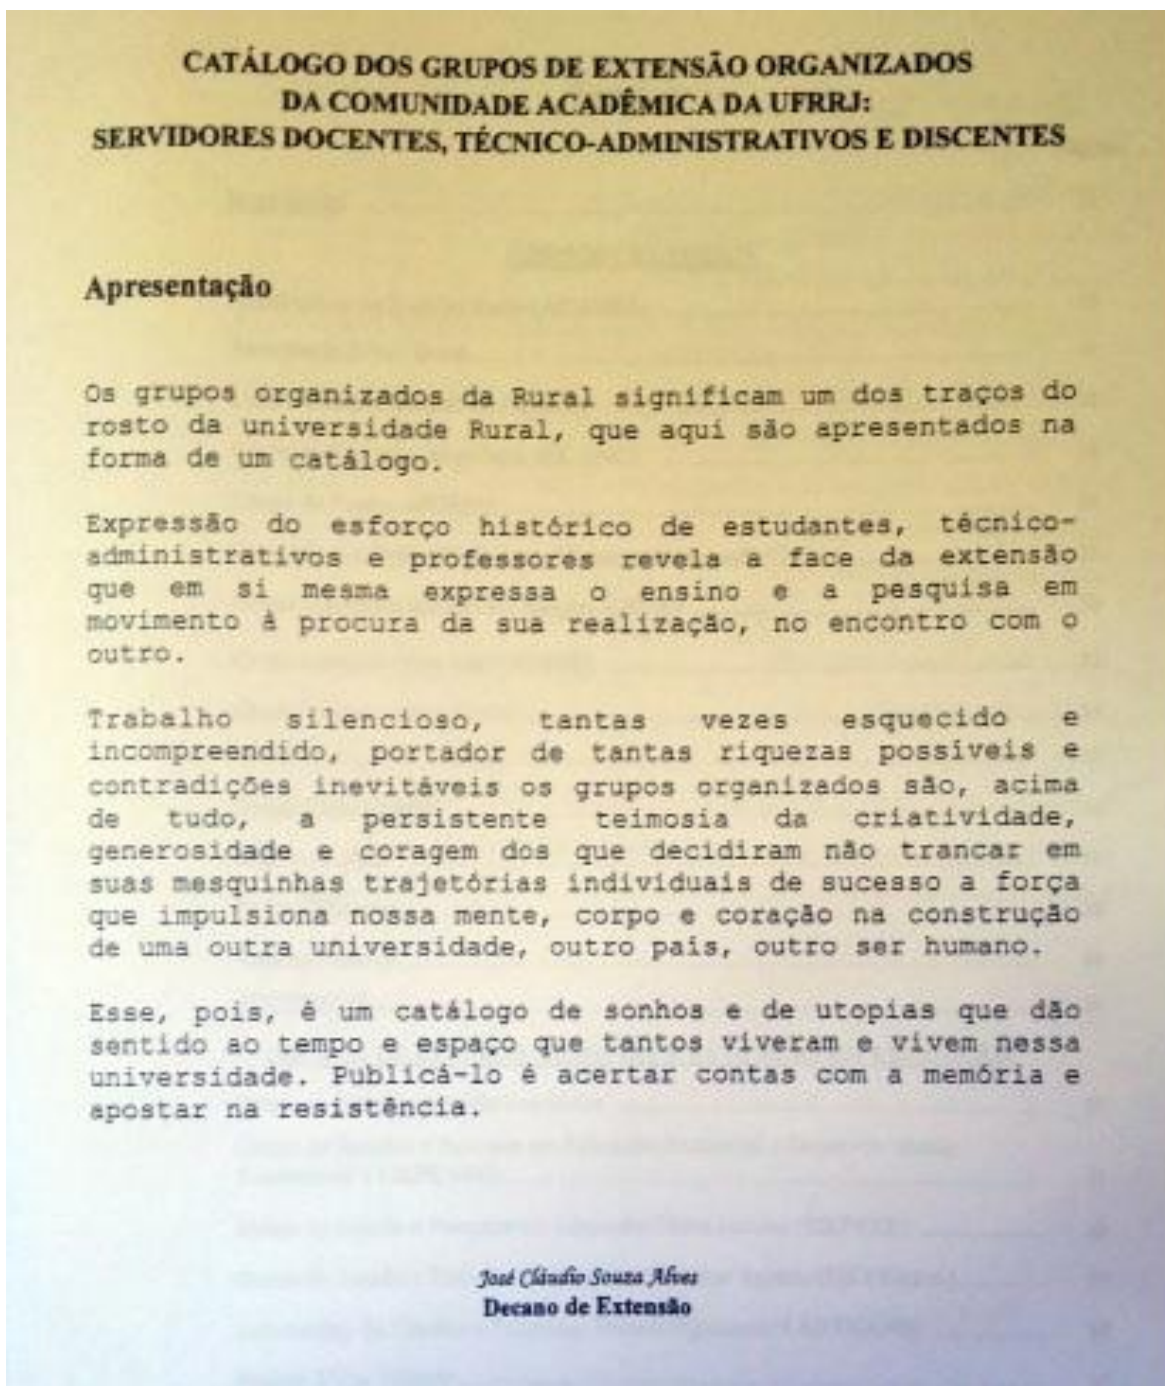 CATÁLOGO DOS GRUPOS DE EXTENSÃO ORGANIZADOS
DA COMUNIDADE ACADÊMICA DA UFRRJ:
SERVIDORES DOCENTES, TÉCNICO-ADMINISTRATIVOS E DISCENTES
Apresentação
Os grupos organizados da Rural significam um dos traços do
rosto da universidade Rural, que aqui são apresentados na
forma de um catálogo.
Expressão do esforço histórico de estudantes, técnico-
administrativos e professores revela a face da extensão
que em si mesma expressa o ensino e a pesquisa em
movimento à procura da sua realização, no encontro com o
outro.
Trabalho silencioso, tantas vezes esquecido e
incompreendido, portador de tantas riquezas possíveis e
contradições inevitáveis os grupos organizados são, acima
de tudo, a persistente teimosia da criatividade,
generosidade e coragem dos que decidiram não trancar em
suas mesquinhas trajetórias individuais de sucesso a força
que impulsiona nossa mente, corpo e coração na construção
de uma outra universidade, outro país, outro ser humano.
Esse, pois, é um catálogo de sonhos e de utopias que dão
sentido ao tempo e espaço que tantos viveram e vivem nessa
universidade. Publicá-lo é acertar contas com a memória e
apostar na resistência.
José Cláudio Souza Alves
Decano de Extensão